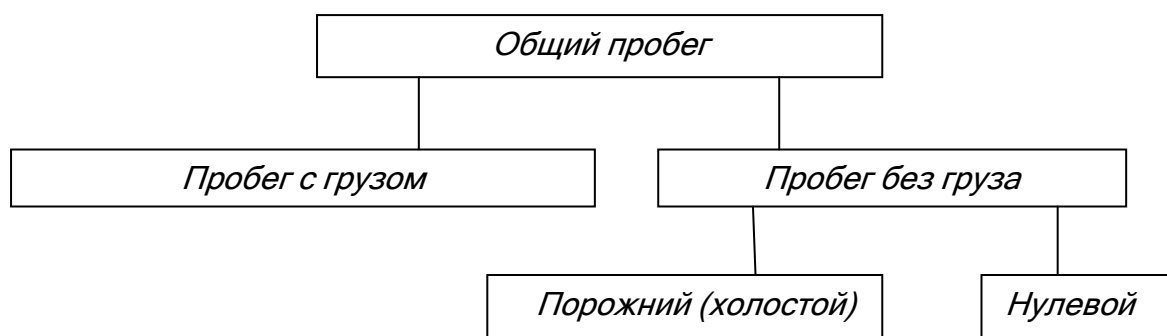 Общий пробег
Пробег с грузом
Пробег без груза
Порожний (холостой)
Нулевой